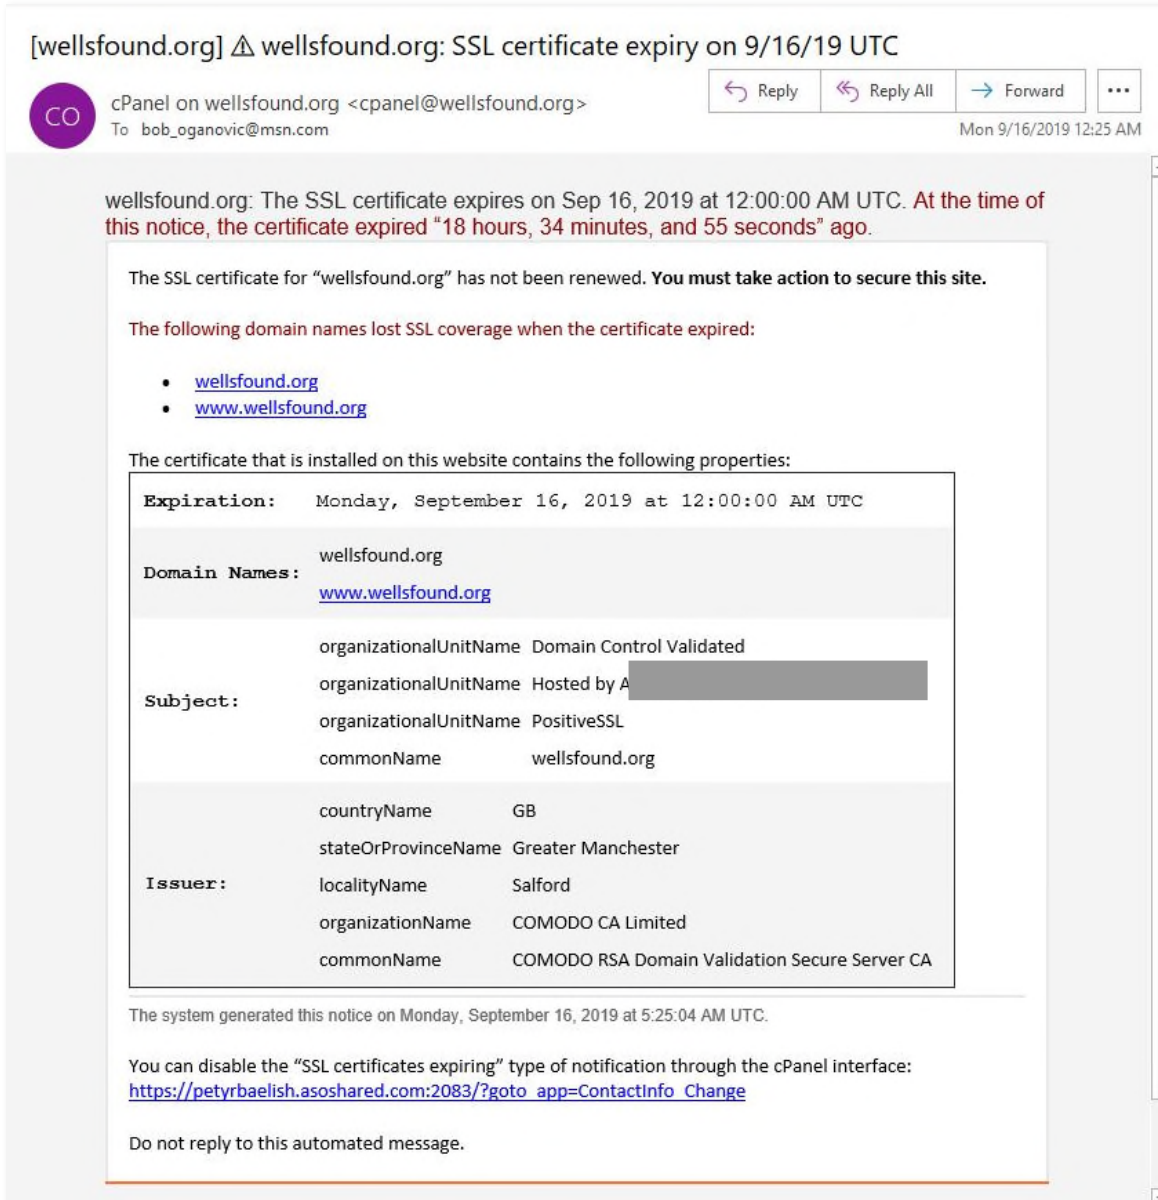 [wellsfound.org] ⚠ wellsfound.org: SSL certificate expiry on 9/16/19 UTC
CO
cPanel on wellsfound.org <cpanel@wellsfound.org>
To bob_oganovic@msn.com
Reply
Reply All
Forward
...
Mon 9/16/2019 12:25 AM
wellsfound.org: The SSL certificate expires on Sep 16, 2019 at 12:00:00 AM UTC. At the time of
this notice, the certificate expired “18 hours, 34 minutes, and 55 seconds” ago.
The SSL certificate for “wellsfound.org” has not been renewed. You must take action to secure this site.
The following domain names lost SSL coverage when the certificate expired:
• wellsfound.org
• www.wellsfound.org
The certificate that is installed on this website contains the following properties:
Expiration: Monday, September 16, 2019 at 12:00:00 AM UTC
Domain Names:
wellsfound.org
www.wellsfound.org
Subject:
organizationalUnitName Domain Control Validated
organizationalUnitName Hosted by A
organizationalUnitName PositiveSSL
commonName wellsfound.org
Issuer:
countryName GB
stateOrProvinceName Greater Manchester
localityName Salford
organizationName COMODO CA Limited
commonName COMODO RSA Domain Validation Secure Server CA
The system generated this notice on Monday, September 16, 2019 at 5:25:04 AM UTC.
You can disable the “SSL certificates expiring” type of notification through the cPanel interface:
https://petyrbaelish.asoshared.com:2083/?goto_app=ContactInfo_Change
Do not reply to this automated message.